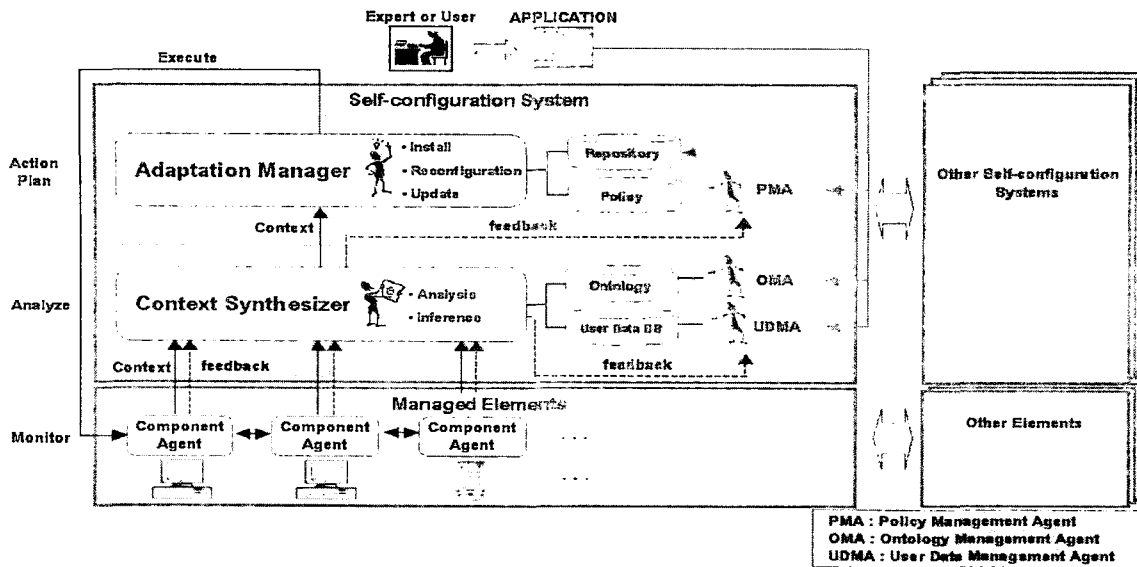 Expert or User
APPLICATION
Execute
Self-configuration System
Action
Plan
Adaptation Manager
• Install
• Reconfiguration
• Update
Repository
Policy
PMA
Other Self-configuration
Systems
Context
feedback
Analyze
Context Synthesizer
• Analysis
• Inference
Ontology
User Data DB
OMA
UDMA
Context
feedback
feedback
Managed Elements
Monitor
Component
Agent
Component
Agent
Component
Agent
...
...
Other Elements
PMA : Policy Management Agent
OMA : Ontology Management Agent
UDMA : User Data Management Agent